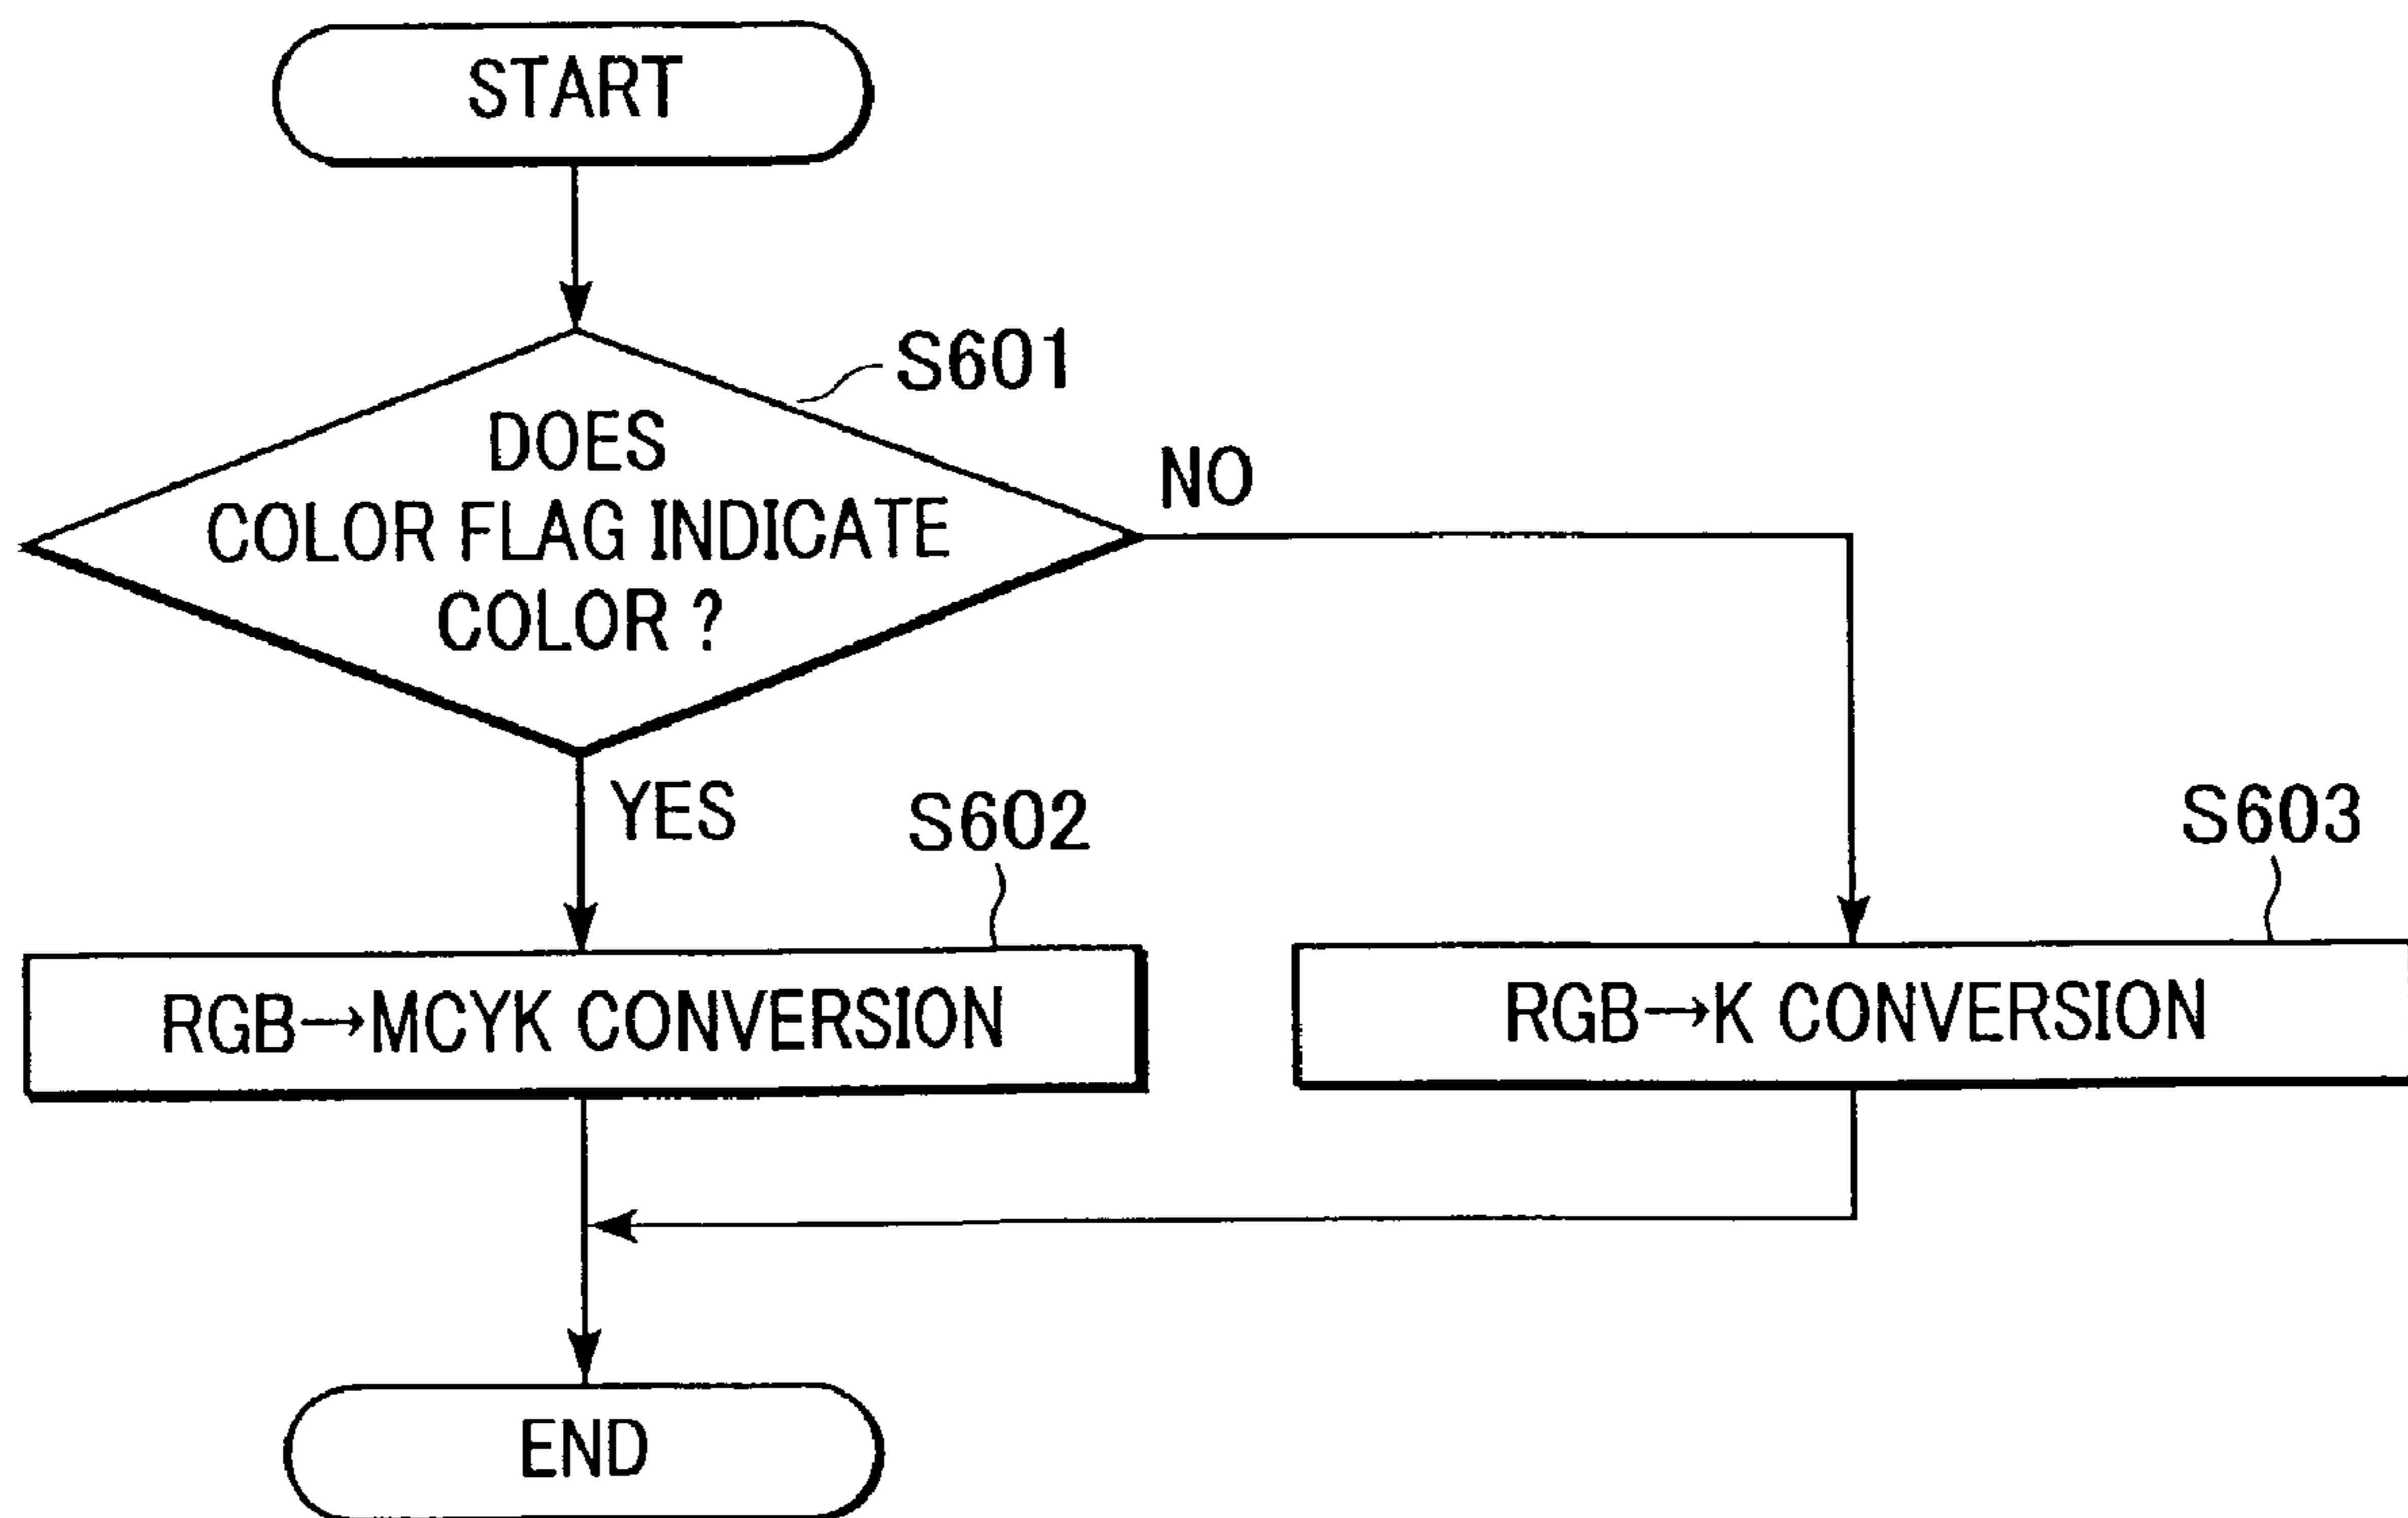 START
S601
DOES
COLOR FLAG INDICATE
COLOR ?
NO
YES
S602
S603
RGB→MCYK CONVERSION
RGB→K CONVERSION
END